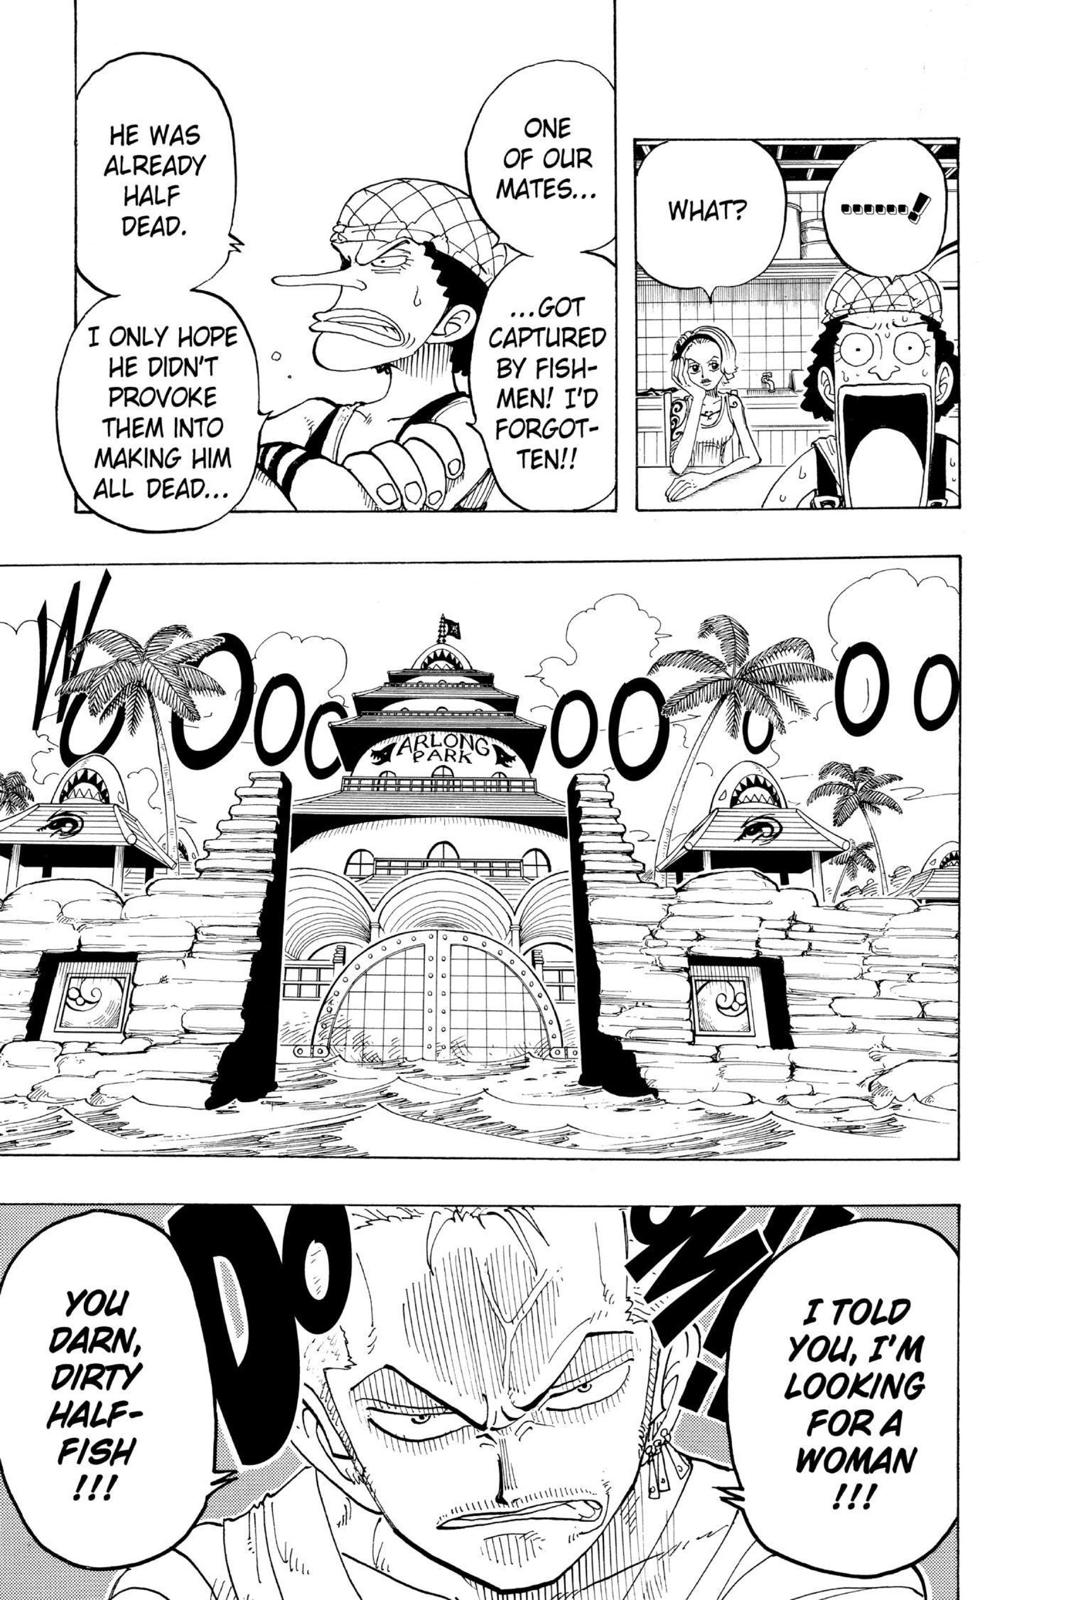 .......!
WHAT?
ONE
OF OUR
MATES...
...GOT
CAPTURED
BY FISH-
MEN! I'D
FORGOT-
TEN!!
HE WAS
ALREADY
HALF
DEAD.
I ONLY HOPE
HE DIDN'T
PROVOKE
THEM INTO
MAKING HIM
ALL DEAD...
WOOOOOOOOOO
ARLONG
PARK
I TOLD
YOU, I'M
LOOKING
FOR A
WOMAN
!!!
DO
YOU
DARN,
DIRTY
HALF-
FISH
!!!